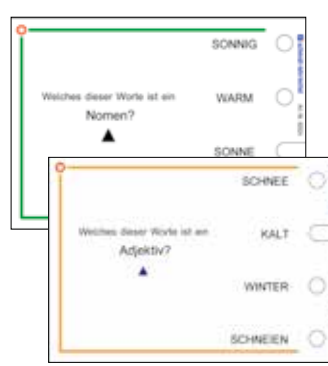 SONNIG
Welches dieser Worte ist ein
WARM
Nomen?
SONNE
SCHNEE
Welches dieser Worte ist ein
KALT
Adjektiv?
WINTER
SCHNEIEN